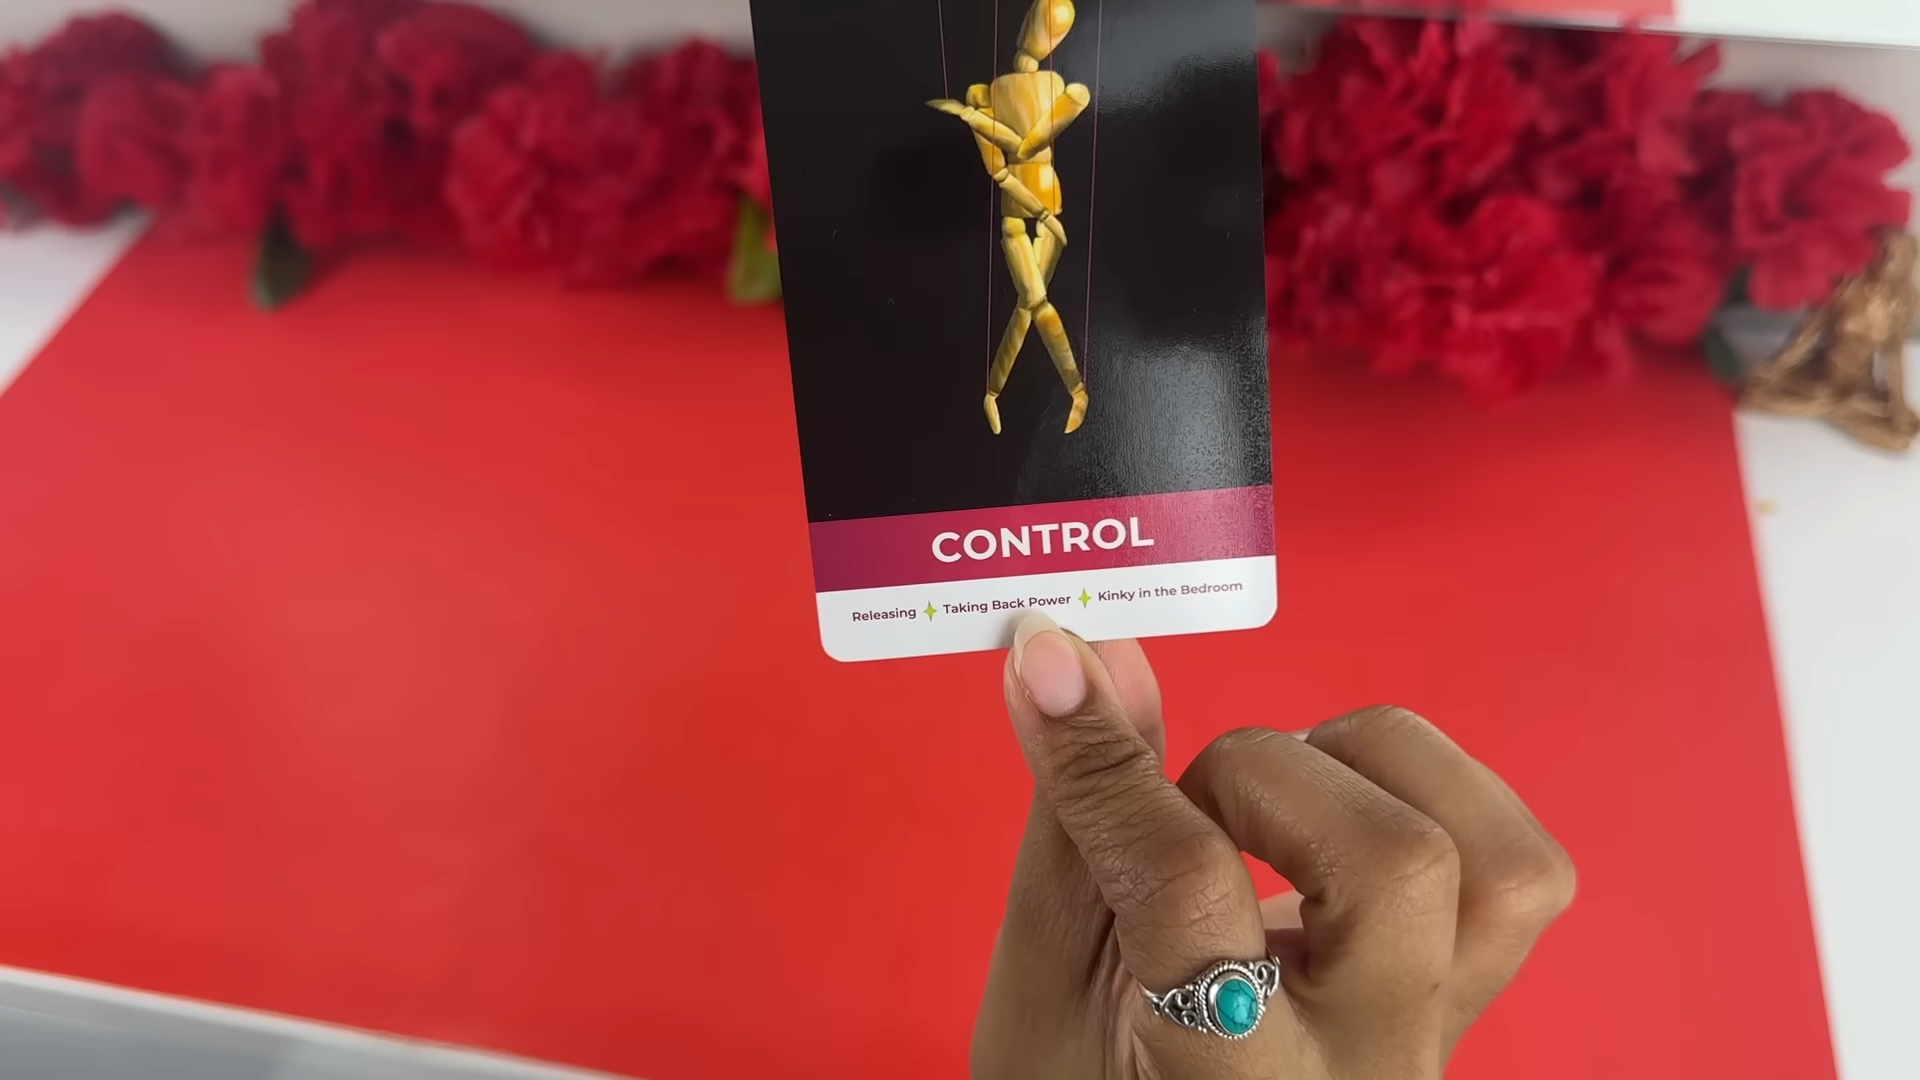 CONTROL
Releasing ✦ Taking Back Power ✦ Kinky in the Bedroom